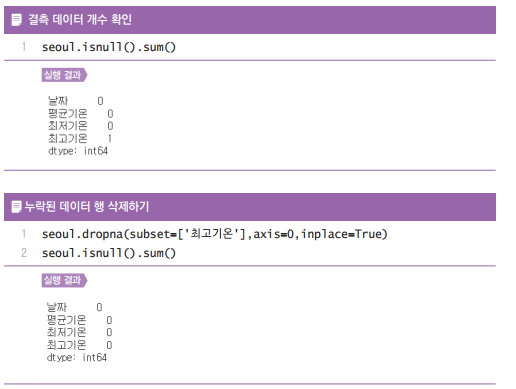 결측 데이터 개수 확인
1 seoul.isnull().sum()
실행 결과
날짜 0
평균기온 0
최저기온 0
최고기온 1
dtype: int64
누락된 데이터 행 삭제하기
1 seoul.dropna(subset=['최고기온'],axis=0,inplace=True)
2 seoul.isnull().sum()
실행 결과
날짜 0
평균기온 0
최저기온 0
최고기온 0
dtype: int64